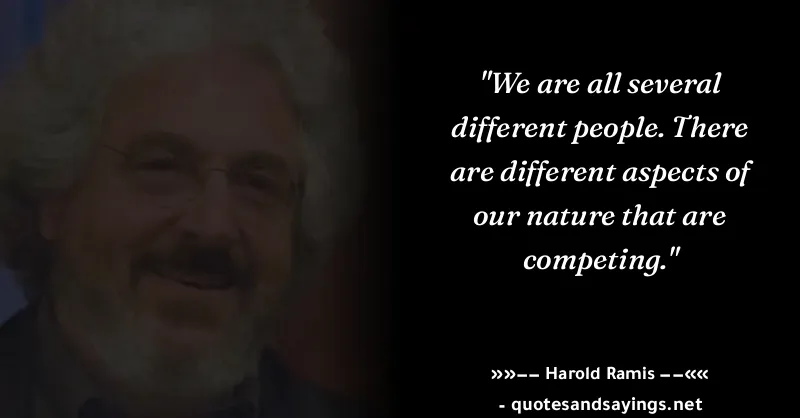 "We are all several
different people. There
are different aspects of
our nature that are
competing."
»»−− Harold Ramis −−««
- quotesandsayings.net